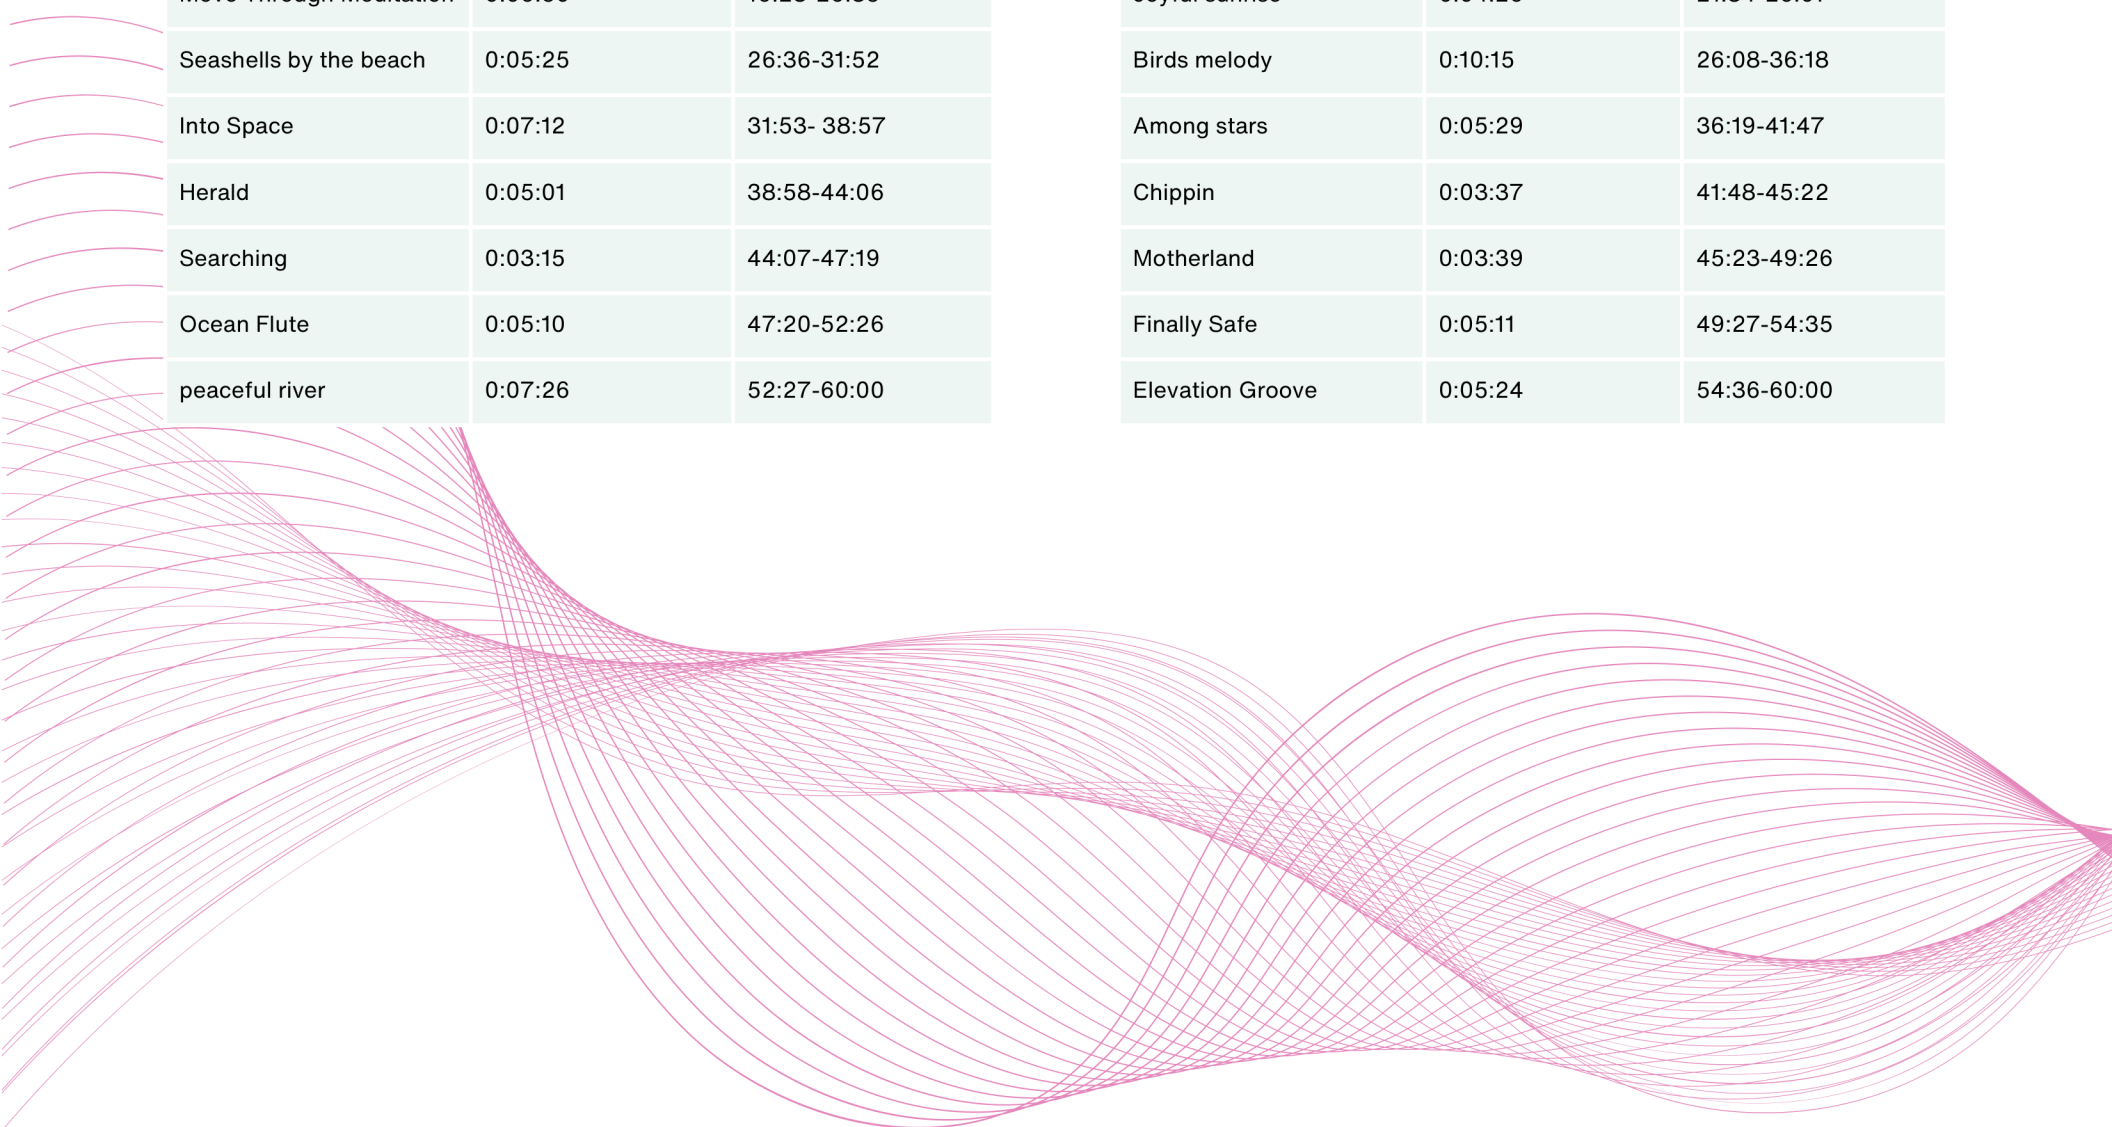 Move Through Meditation
Seashells by the beach 0:05:25 26:36-31:52
Into Space 0:07:12 31:53- 38:57
Herald 0:05:01 38:58-44:06
Searching 0:03:15 44:07-47:19
Ocean Flute 0:05:10 47:20-52:26
peaceful river 0:07:26 52:27-60:00
Joyful sunrise
Birds melody 0:10:15 26:08-36:18
Among stars 0:05:29 36:19-41:47
Chippin 0:03:37 41:48-45:22
Motherland 0:03:39 45:23-49:26
Finally Safe 0:05:11 49:27-54:35
Elevation Groove 0:05:24 54:36-60:00